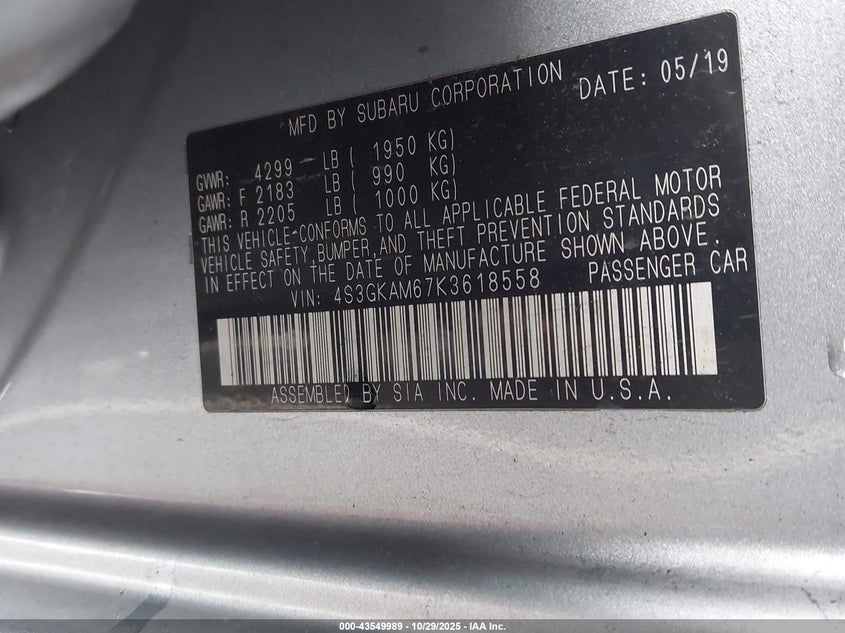 MFD BY SUBARU CORPORATION DATE: 05/19
GVWR: 4299 LB ( 1950 KG)
GAWR: F 2183 LB ( 990 KG)
GAWR: R 2205 LB ( 1000 KG)
THIS VEHICLE-CONFORMS TO ALL APPLICABLE FEDERAL MOTOR
VEHICLE SAFETY,BUMPER,AND THEFT PREVENTION STANDARDS
IN EFFECT ON THE DATE OF MANUFACTURE SHOWN ABOVE.
VIN: 4S3GKAM67K3618558 PASSENGER CAR
ASSEMBLED BY SIA INC. MADE IN U.S.A.
000-43549989 - 10/29/2025 - IAA Inc.